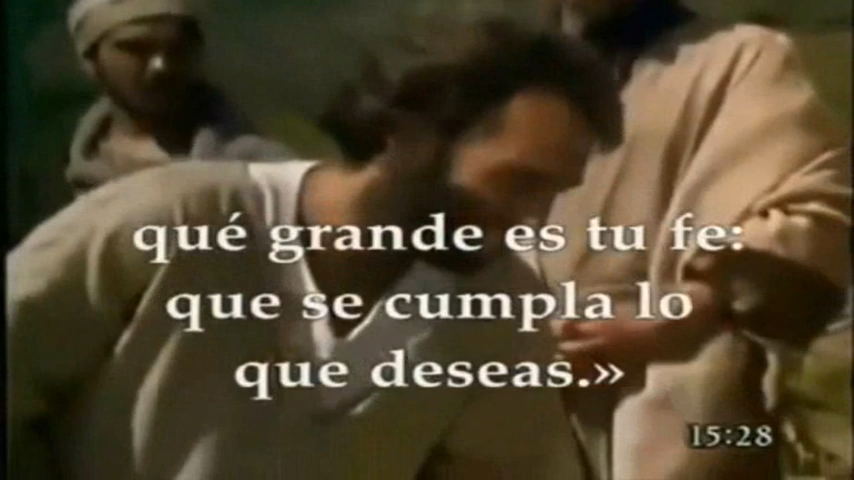 qué grande es tu fe:
que se cumpla lo
que deseas.»
15:28